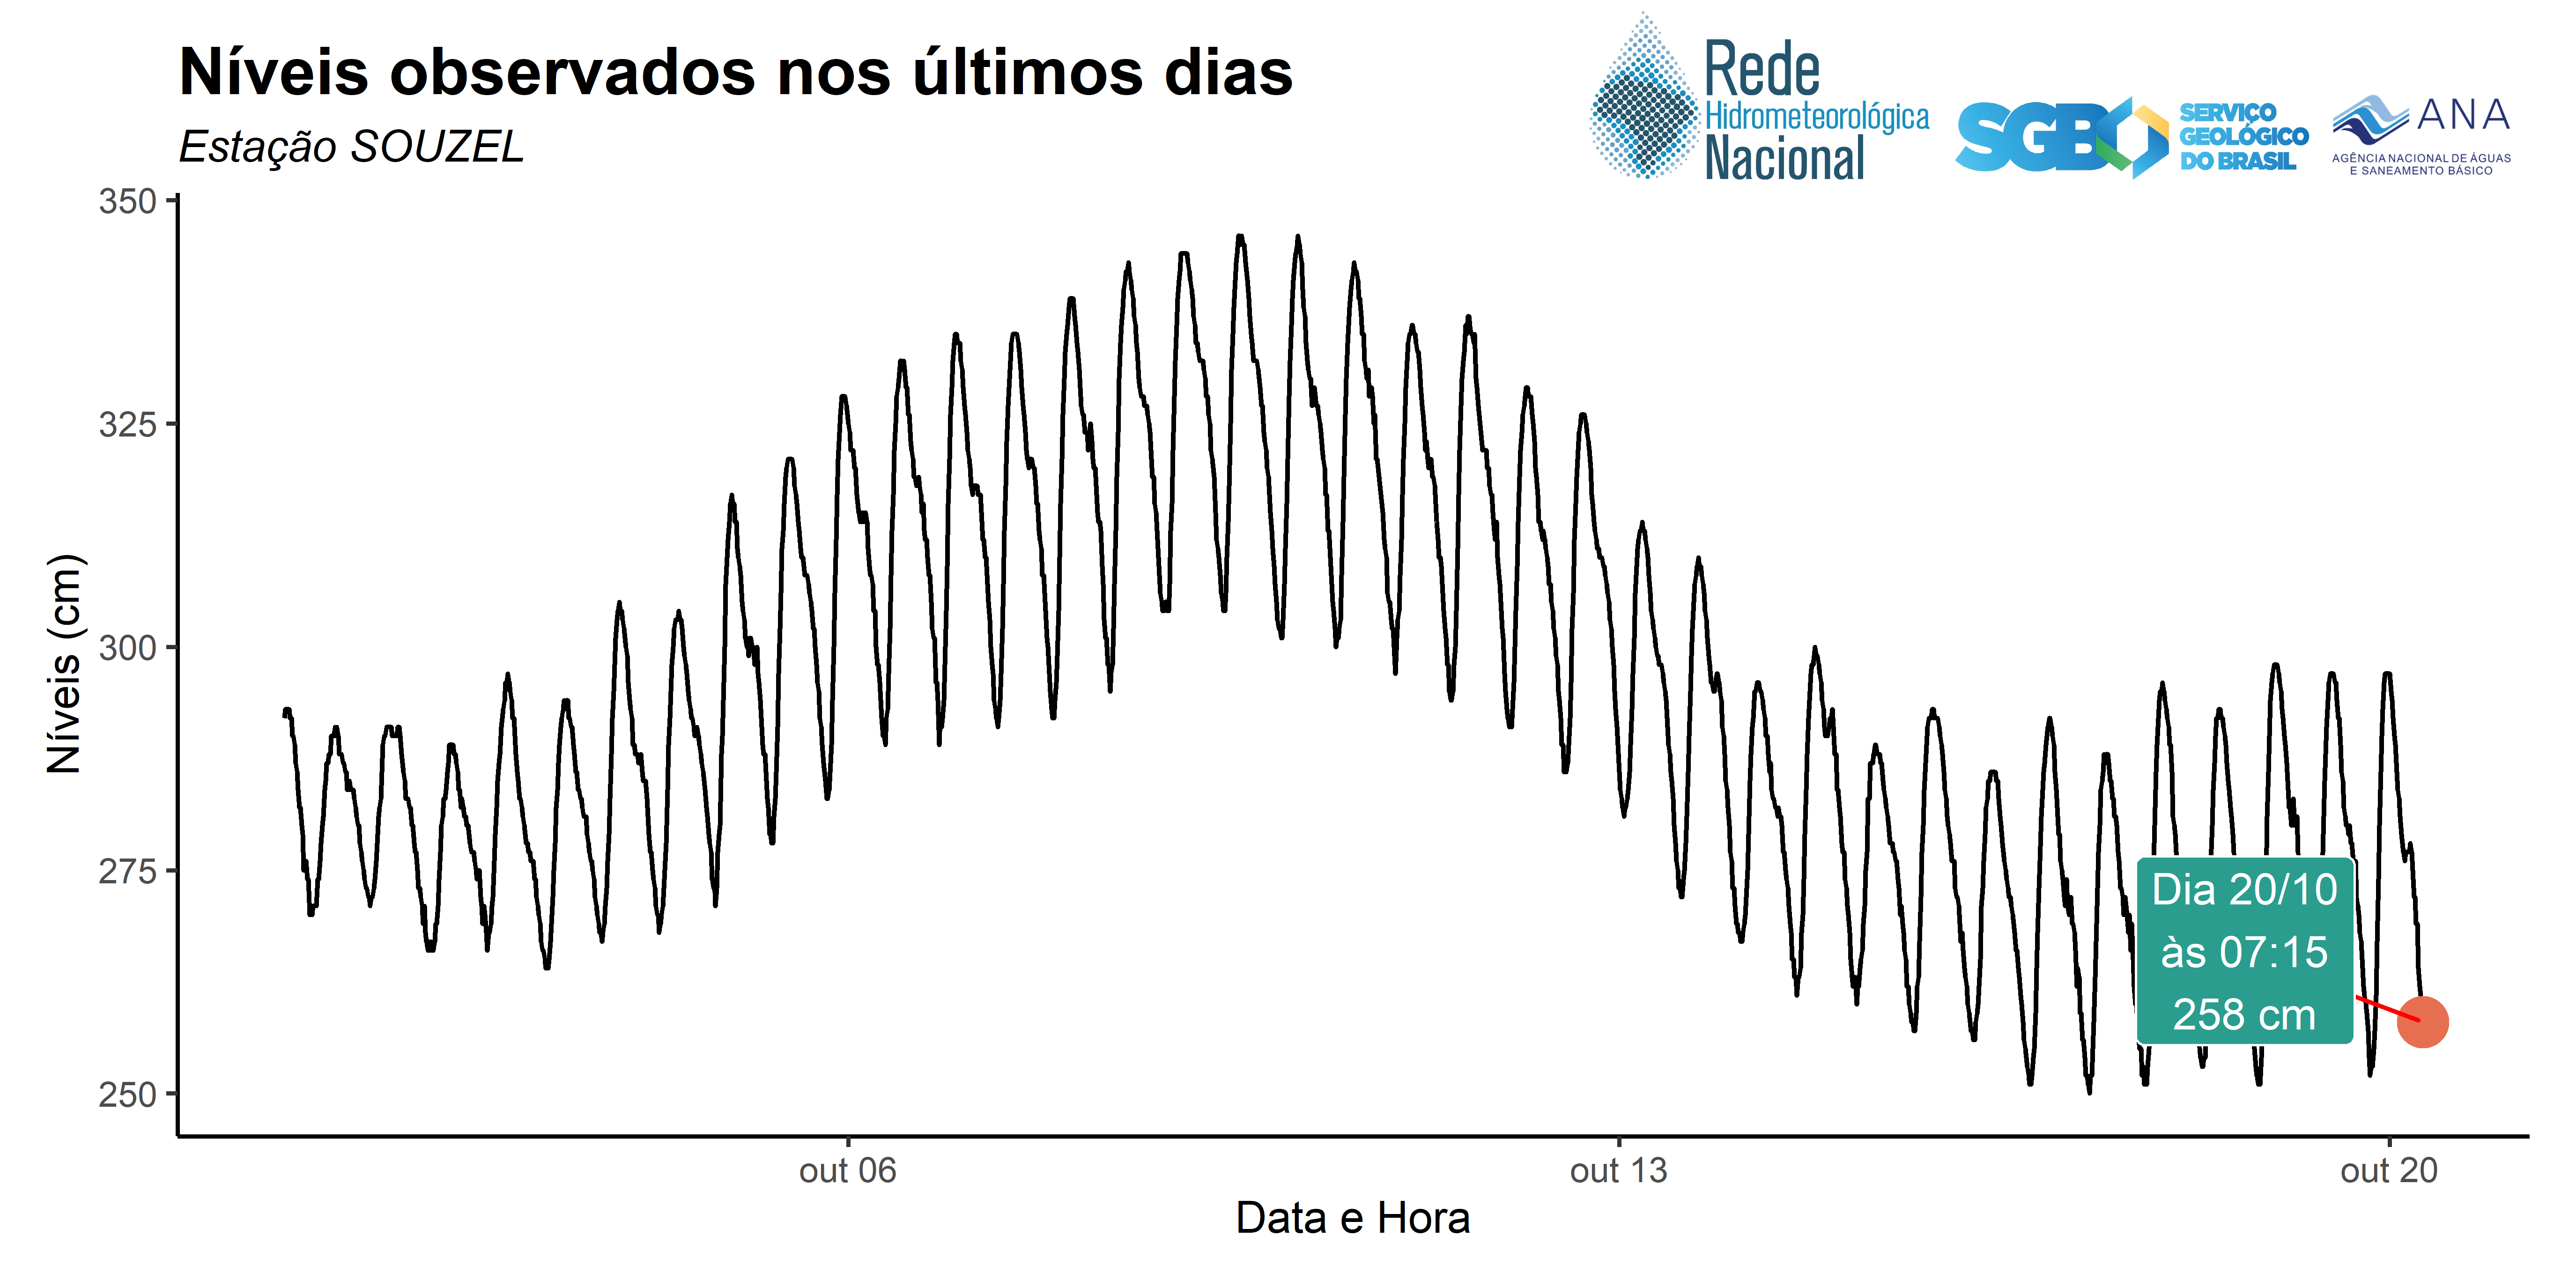 Níveis observados nos últimos dias
Estação SOUZEL
Rede
Hidrometeorológica
Nacional
SGB
SERVIÇO
GEOLÓGICO
DO BRASIL
ANA
AGÊNCIA NACIONAL DE ÁGUAS
E SANEAMENTO BÁSICO
350
325
300
275
250
Níveis (cm)
Dia 20/10
às 07:15
258 cm
out 06
out 13
out 20
Data e Hora